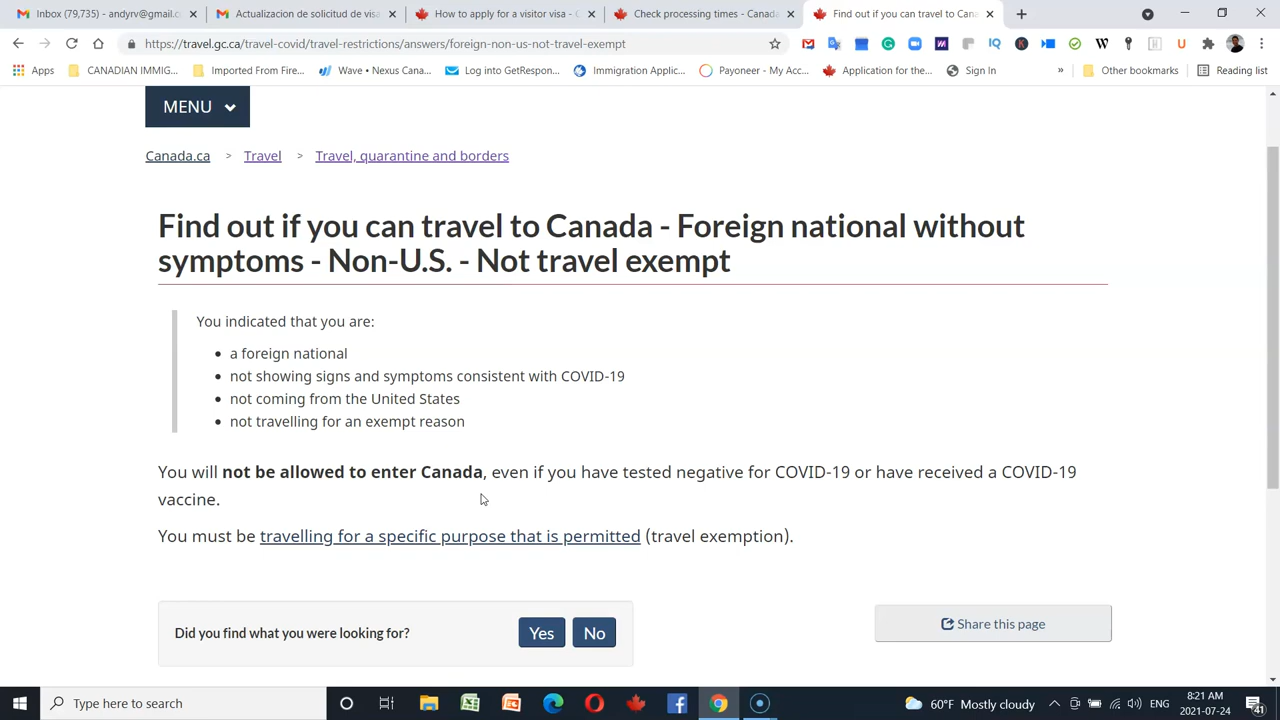 Inbox (79,735) - andyrv@gmail.c
Actualizacion de solicitud de visa
How to apply for a visitor visa - C
Check processing times - Canada
Find out if you can travel to Cana
https://travel.gc.ca/travel-covid/travel-restrictions/answers/foreign-non-us-not-travel-exempt
Apps
CANADIAN IMMIG...
Imported From Fire...
Wave • Nexus Cana...
Log into GetRespon...
Immigration Applic...
Payoneer - My Acc...
Application for the...
Sign In
»
Other bookmarks
Reading list
MENU
Canada.ca > Travel > Travel, quarantine and borders
Find out if you can travel to Canada - Foreign national without
symptoms - Non-U.S. - Not travel exempt
You indicated that you are:
• a foreign national
• not showing signs and symptoms consistent with COVID-19
• not coming from the United States
• not travelling for an exempt reason
You will not be allowed to enter Canada, even if you have tested negative for COVID-19 or have received a COVID-19
vaccine.
You must be travelling for a specific purpose that is permitted (travel exemption).
Did you find what you were looking for? Yes No
Share this page
Type here to search
60°F Mostly cloudy
ENG
8:21 AM
2021-07-24
41